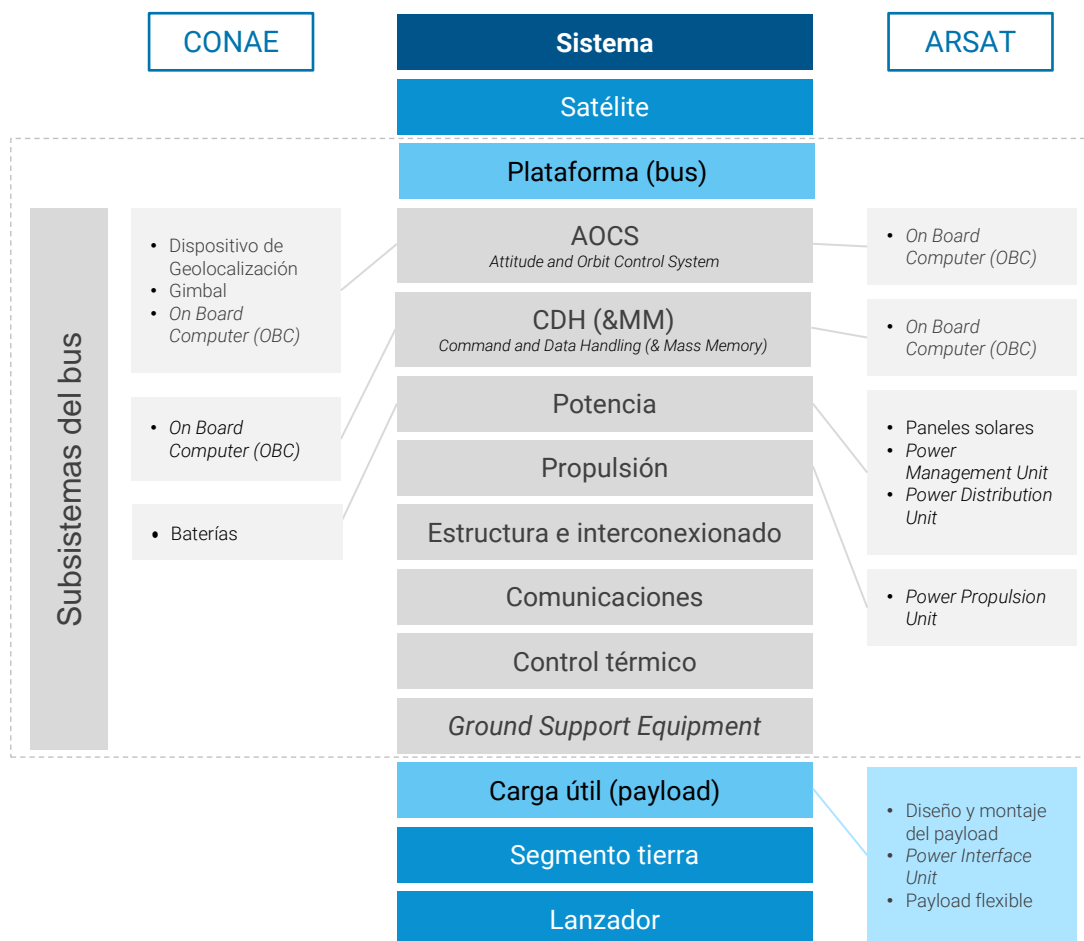 CONAE
Sistema
ARSAT
Satélite
Plataforma (bus)
Subsistemas del bus
• Dispositivo de
Geolocalización
• Gimbal
• On Board
Computer (OBC)
• On Board
Computer (OBC)
• Baterías
AOCS
Attitude and Orbit Control System
CDH (&MM)
Command and Data Handling (& Mass Memory)
Potencia
Propulsión
Estructura e interconexionado
Comunicaciones
Control térmico
Ground Support Equipment
• On Board
Computer (OBC)
• On Board
Computer (OBC)
• Paneles solares
• Power
Management Unit
• Power Distribution
Unit
• Power Propulsion
Unit
Carga útil (payload)
Segmento tierra
Lanzador
• Diseño y montaje
del payload
• Power Interface
Unit
• Payload flexible